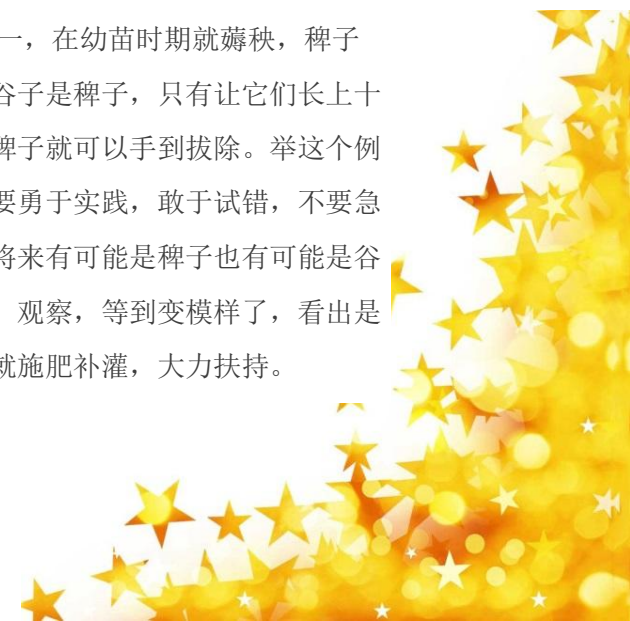 一，在幼苗时期就薅秧，稗子
谷子是稗子，只有让它们长上十
稗子就可以手到拔除。举这个例
要勇于实践，敢于试错，不要急
将来有可能是稗子也有可能是谷
观察，等到变模样了，看出是
就施肥补灌，大力扶持。